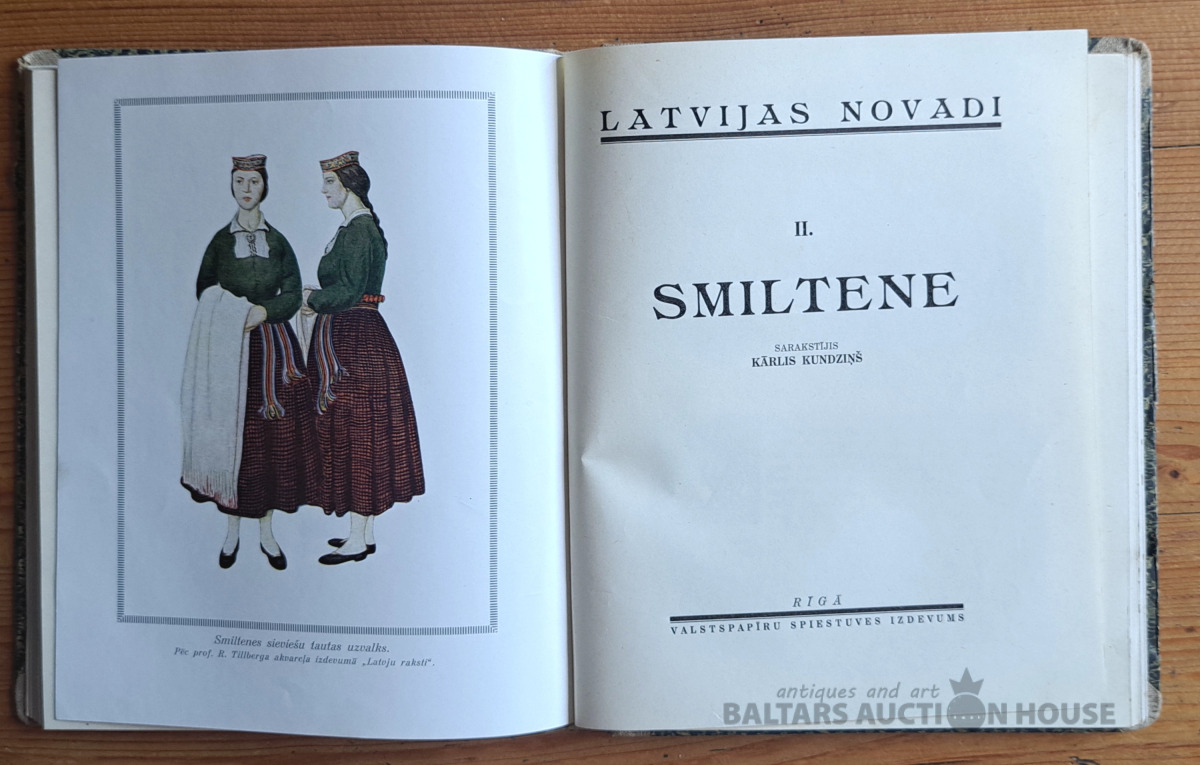 Smiltenes sieviešu tautas uzvalks.
Pēc prof. R. Tillberga akvareļa izdevumā „Latvju raksti“.
LATVIJAS NOVADI
II.
SMILTENE
SARAKSTĪJIS
KĀRLIS KUNDZIŅŠ
RĪGĀ
VALSTSPAPĪRU SPIESTUVES IZDEVUMS
antiques and art
BALTARS AUCTION HOUSE